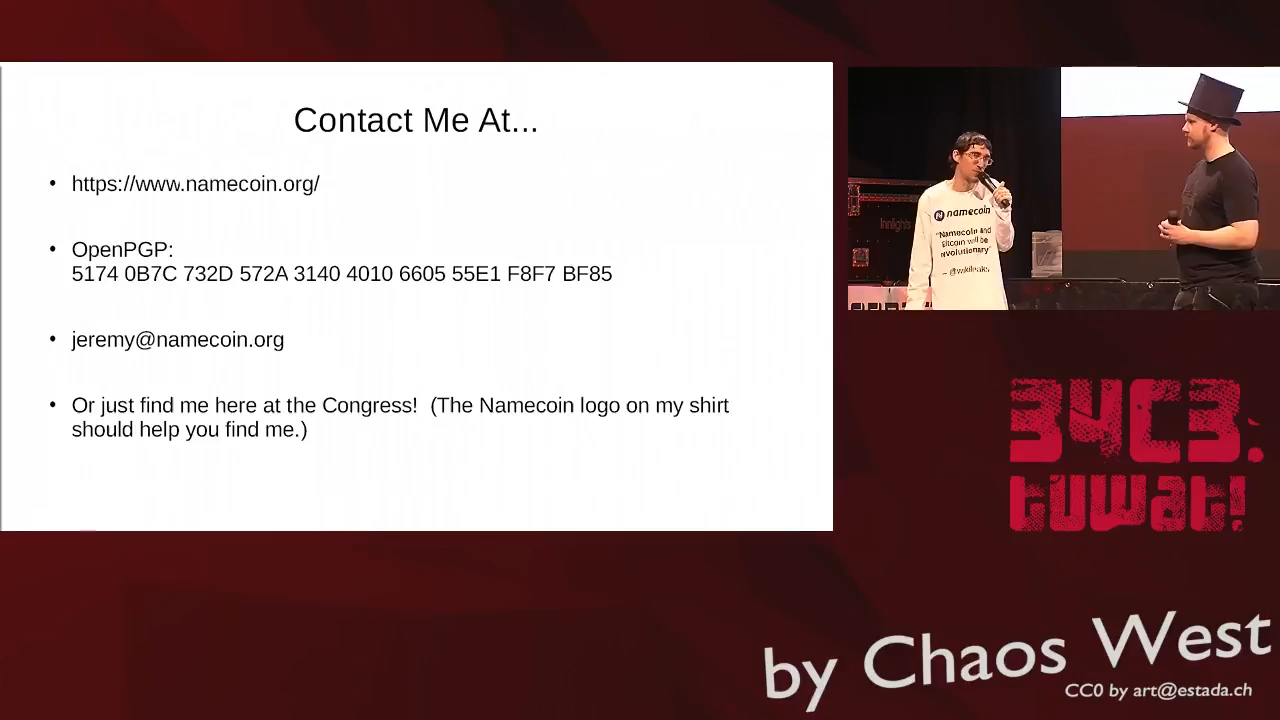 Contact Me At...
• https://www.namecoin.org/
• OpenPGP:
5174 0B7C 732D 572A 3140 4010 6605 55E1 F8F7 BF85
• jeremy@namecoin.org
• Or just find me here at the Congress!  (The Namecoin logo on my shirt
should help you find me.)
Innlights
namecoin
"Namecoin and
Bitcoin will be
revolutionary"
– @wikileaks
34C3:
tuwat!
by Chaos West
CC0 by art@estada.ch